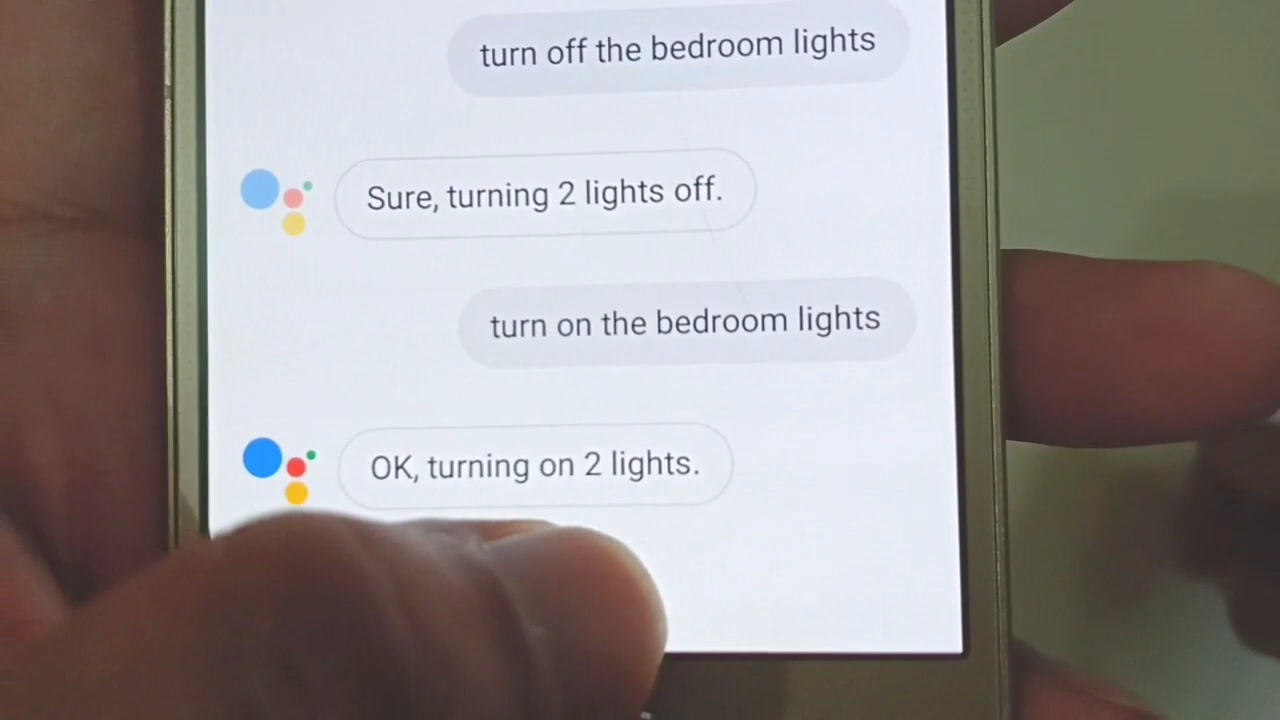 turn off the bedroom lights
Sure, turning 2 lights off.
turn on the bedroom lights
OK, turning on 2 lights.